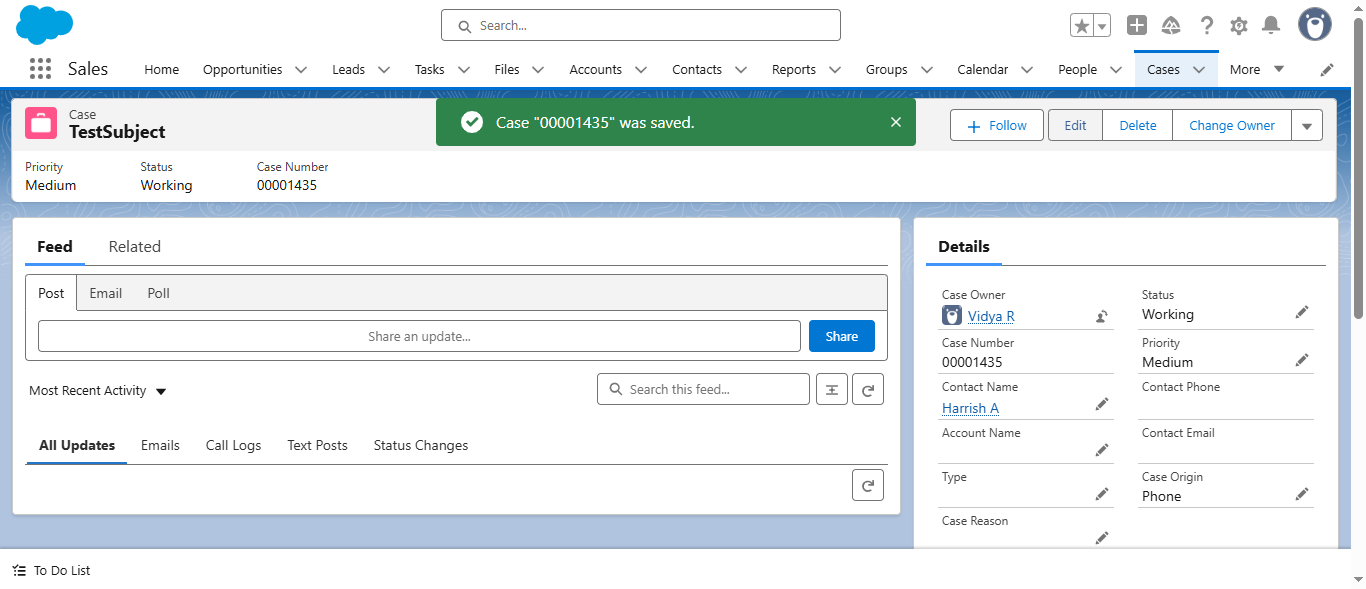 Search...
Sales
Home Opportunities Leads Tasks Files Accounts Contacts Reports Groups Calendar People Cases More
Case
TestSubject
Case "00001435" was saved.
Follow Edit Delete Change Owner
Priority Status Case Number
Medium Working 00001435
Feed Related
Post Email Poll
Share an update... Share
Most Recent Activity Search this feed...
All Updates Emails Call Logs Text Posts Status Changes
Details
Case Owner Status
Vidya R Working
Case Number Priority
00001435 Medium
Contact Name Contact Phone
Harrish A
Account Name Contact Email
Type Case Origin
Phone
Case Reason
To Do List